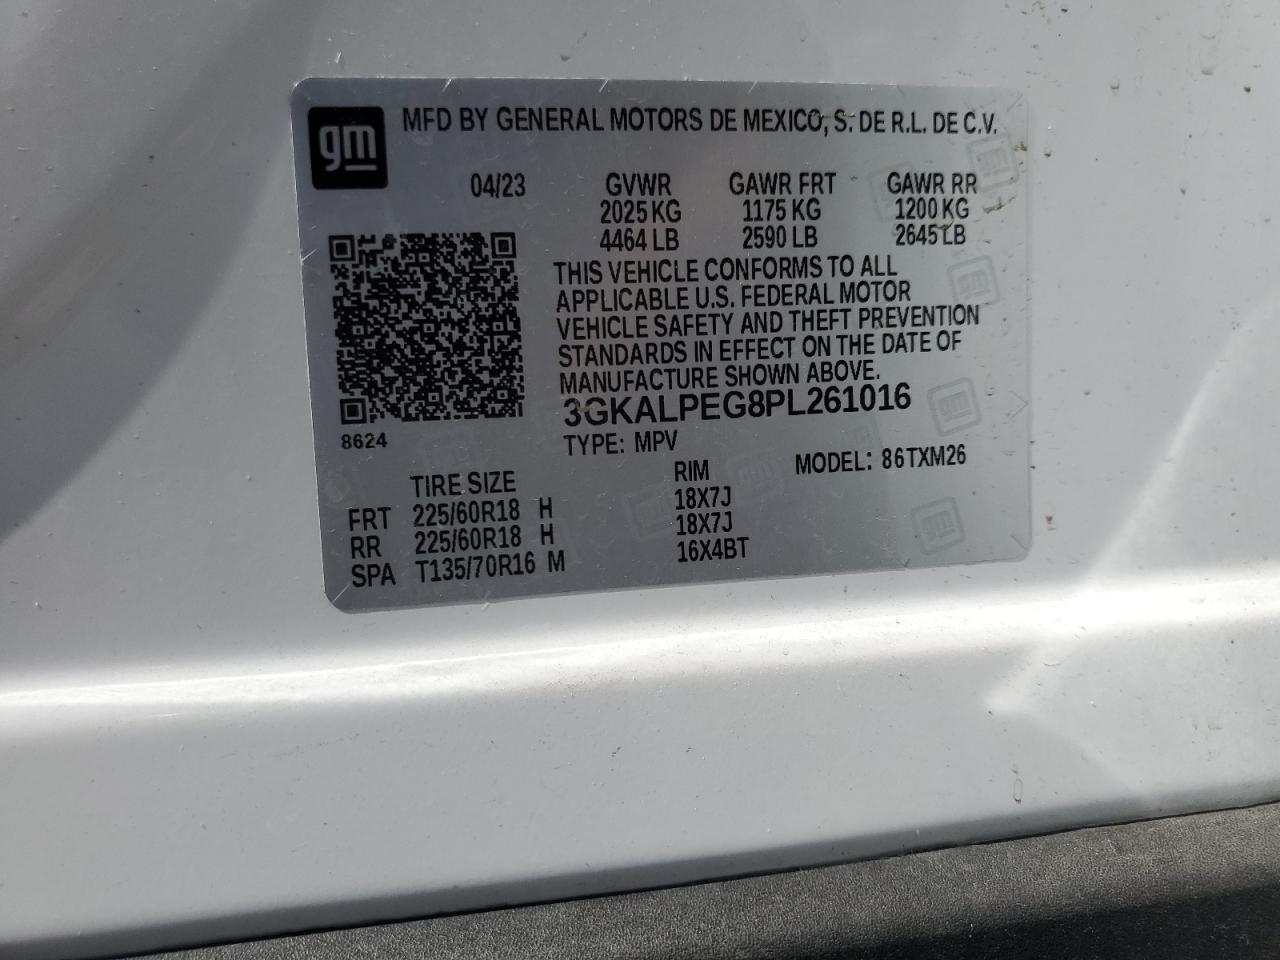 gm
MFD BY GENERAL MOTORS DE MEXICO, S. DE R.L. DE C.V.
04/23 GVWR GAWR FRT GAWR RR
2025 KG 1175 KG 1200 KG
4464 LB 2590 LB 2645 LB
THIS VEHICLE CONFORMS TO ALL
APPLICABLE U.S. FEDERAL MOTOR
VEHICLE SAFETY AND THEFT PREVENTION
STANDARDS IN EFFECT ON THE DATE OF
MANUFACTURE SHOWN ABOVE.
3GKALPEG8PL261016
8624
TYPE: MPV MODEL: 86TXM26
TIRE SIZE RIM
FRT 225/60R18 H 18X7J
RR 225/60R18 H 18X7J
SPA T135/70R16 M 16X4BT